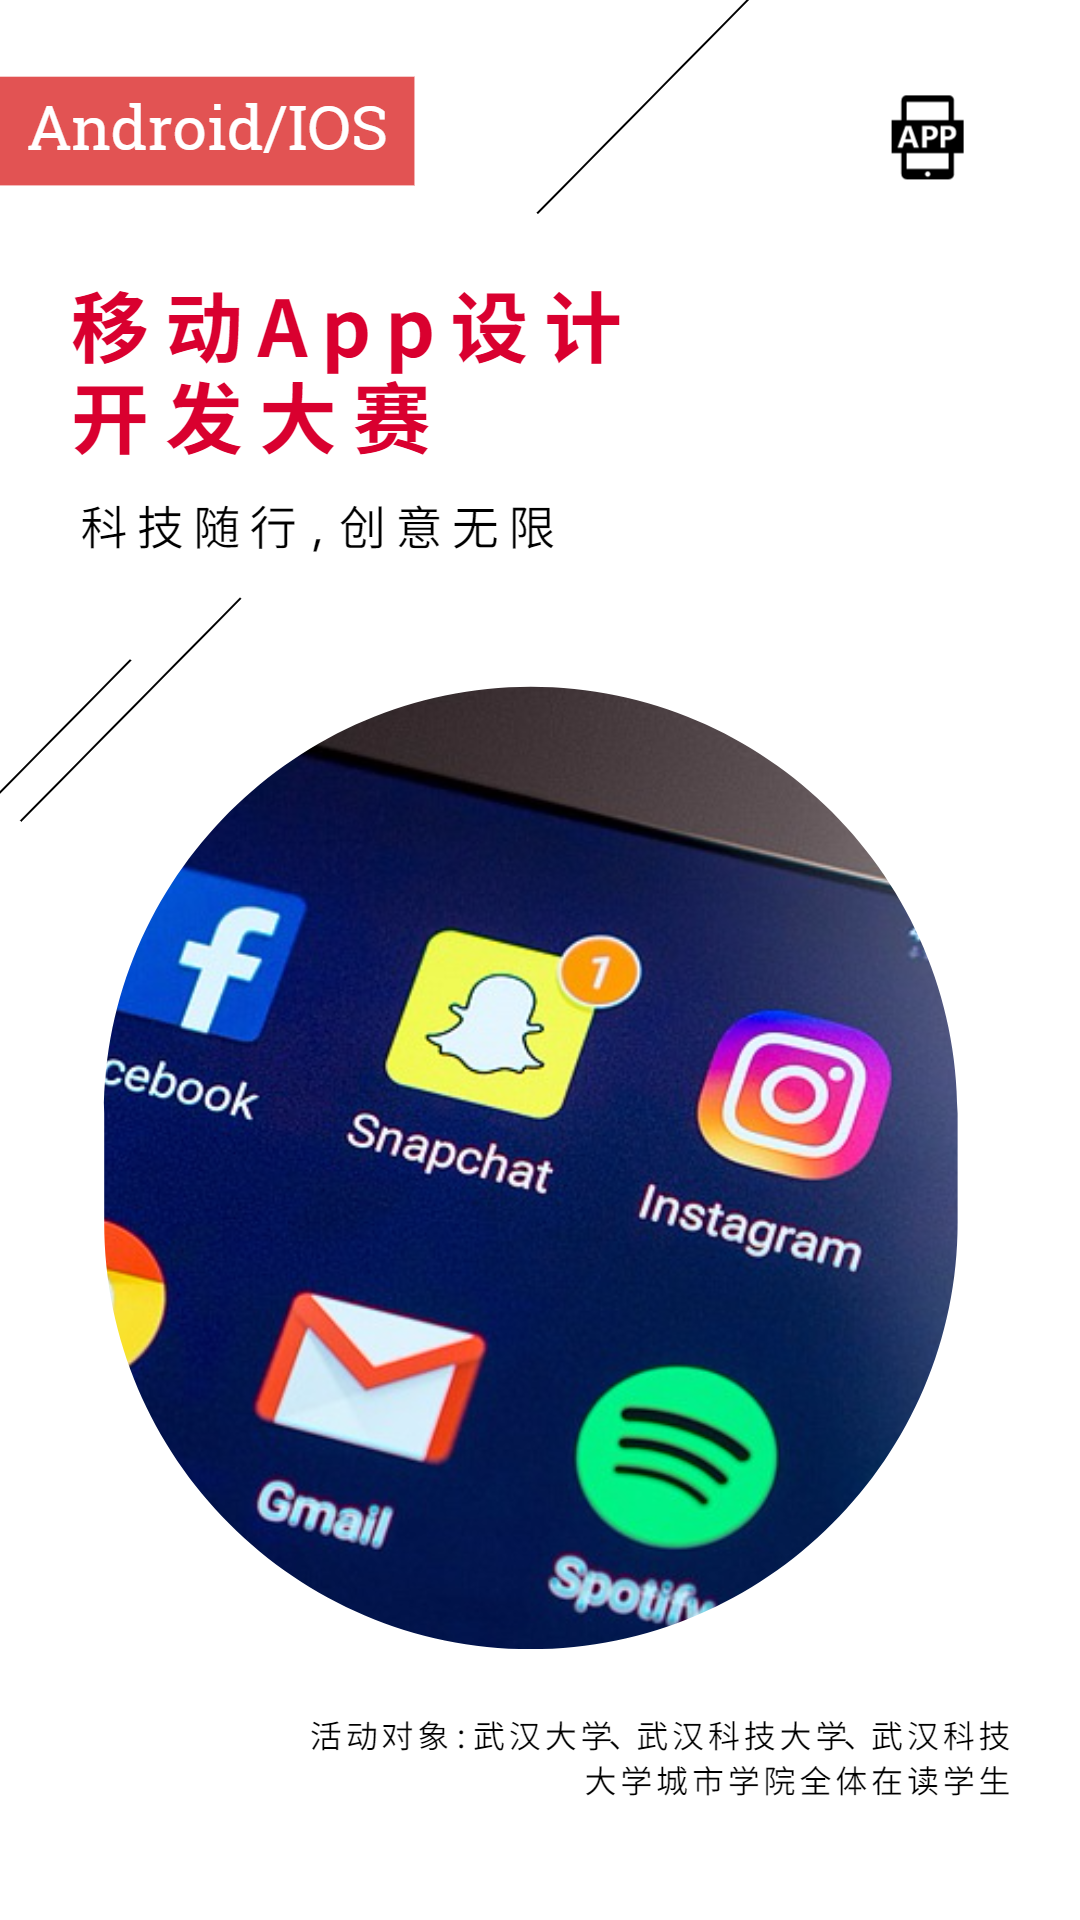 Android/IOS
APP
移动App设计
开发大赛
科技随行,创意无限
1
cebook
Snapchat
Instagram
Gmail
Spotify
活动对象:武汉大学、武汉科技大学、武汉科技
大学城市学院全体在读学生